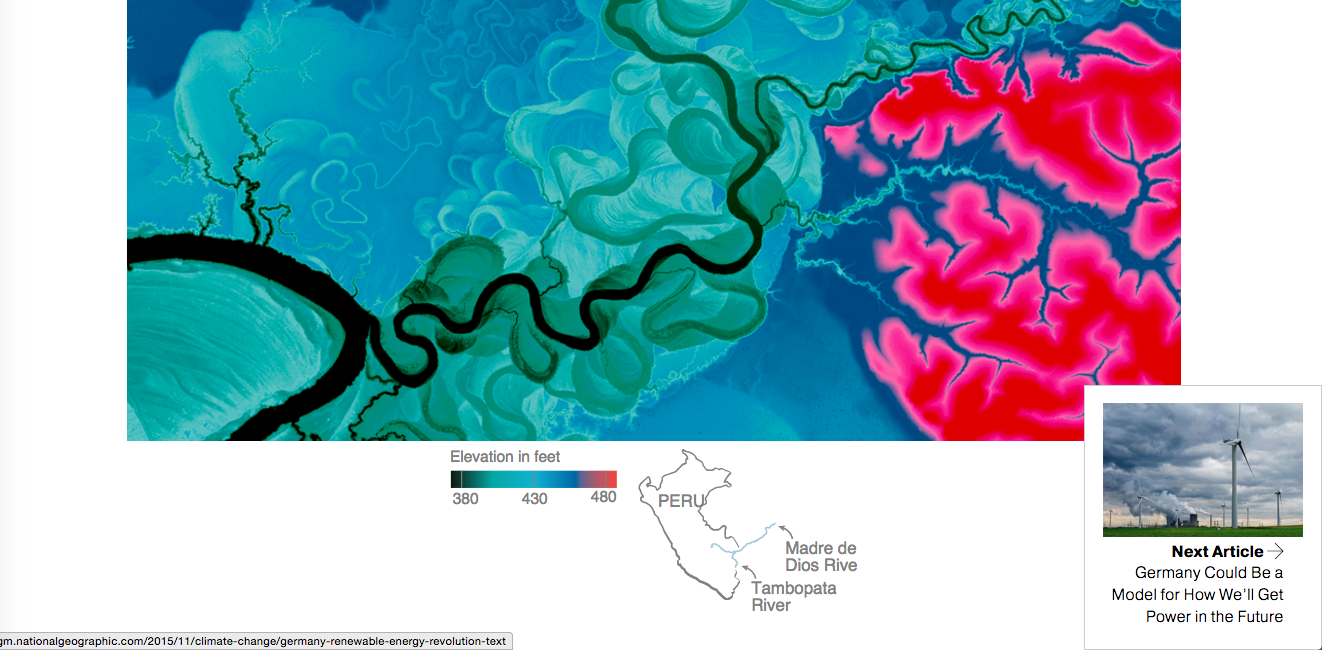 Elevation in feet
380 430 480
PERU
Madre de
Dios Rive
Tambopata
River
Next Article →
Germany Could Be a
Model for How We'll Get
Power in the Future
gm.nationalgeographic.com/2015/11/climate-change/germany-renewable-energy-revolution-text